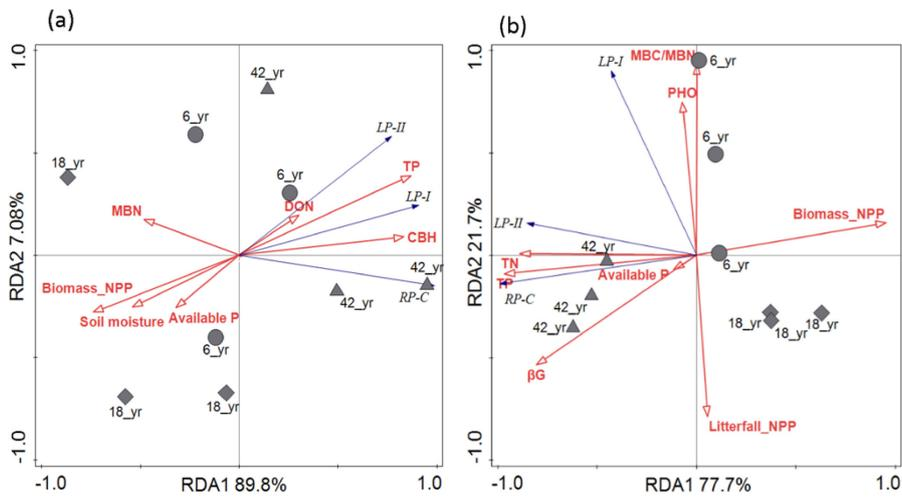 (a)
(b)
1.0
1.0
42_yr
6_yr
LP-II
18_yr
TP
6_yr
LP-I
DON
MBN
CBH
RDA2 7.08%
42_yr
42_yr
RP-C
Biomass_NPP
Soil moisture
Available P
6_yr
18_yr
18_yr
-1.0
-1.0
RDA1 89.8%
1.0
MBC/MBN
6_yr
LP-I
PHO
6_yr
Biomass_NPP
LP-II
RDA2 21.7%
42_yr
TN
Available P
6_yr
TP
RP-C
42_yr
42_yr
18_yr
18_yr
18_yr
βG
Litterfall_NPP
-1.0
-1.0
RDA1 77.7%
1.0